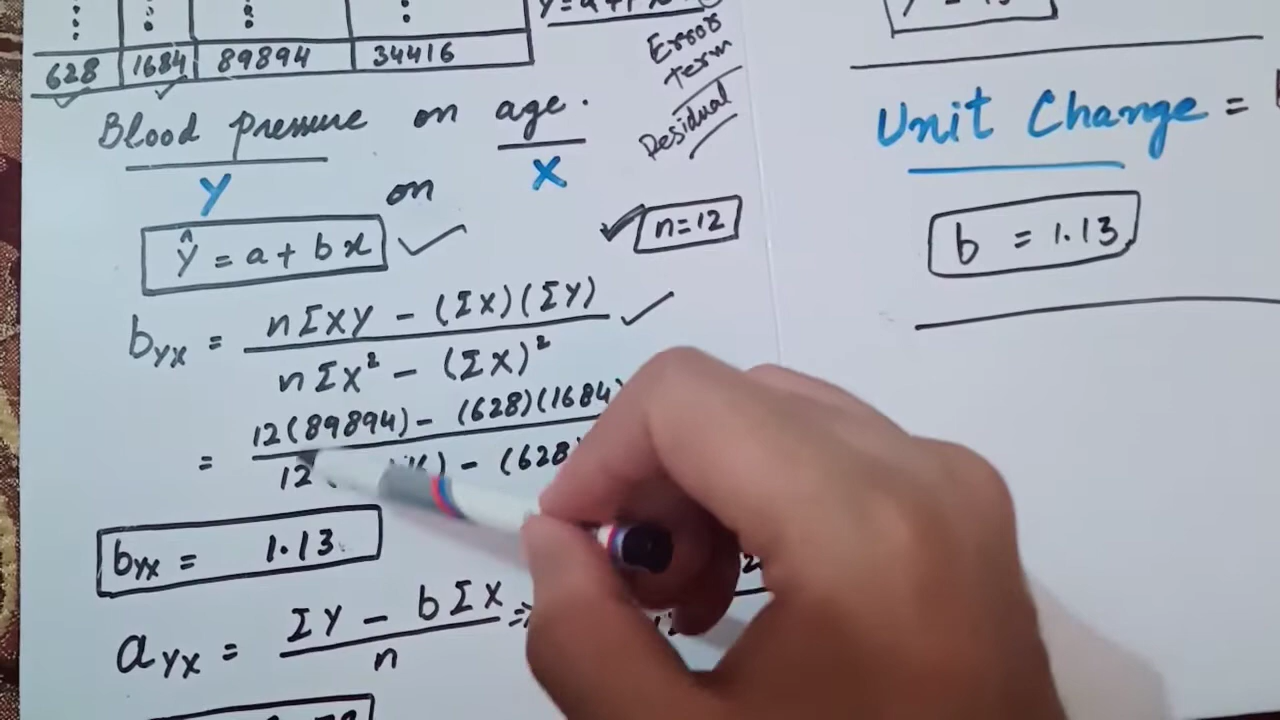 628 1684 89894 34416
Error
term
Residual
Blood pressure on age.
Y on X
Ŷ = a + bx
n=12
bYX = nΣXY - (ΣX)(ΣY)
nΣX² - (ΣX)²
= 12(89894) - (628)(1684)
12 - (628)
bYX = 1.13
aYX = ΣY - bΣX ⇒
n
Unit Change =
b = 1.13